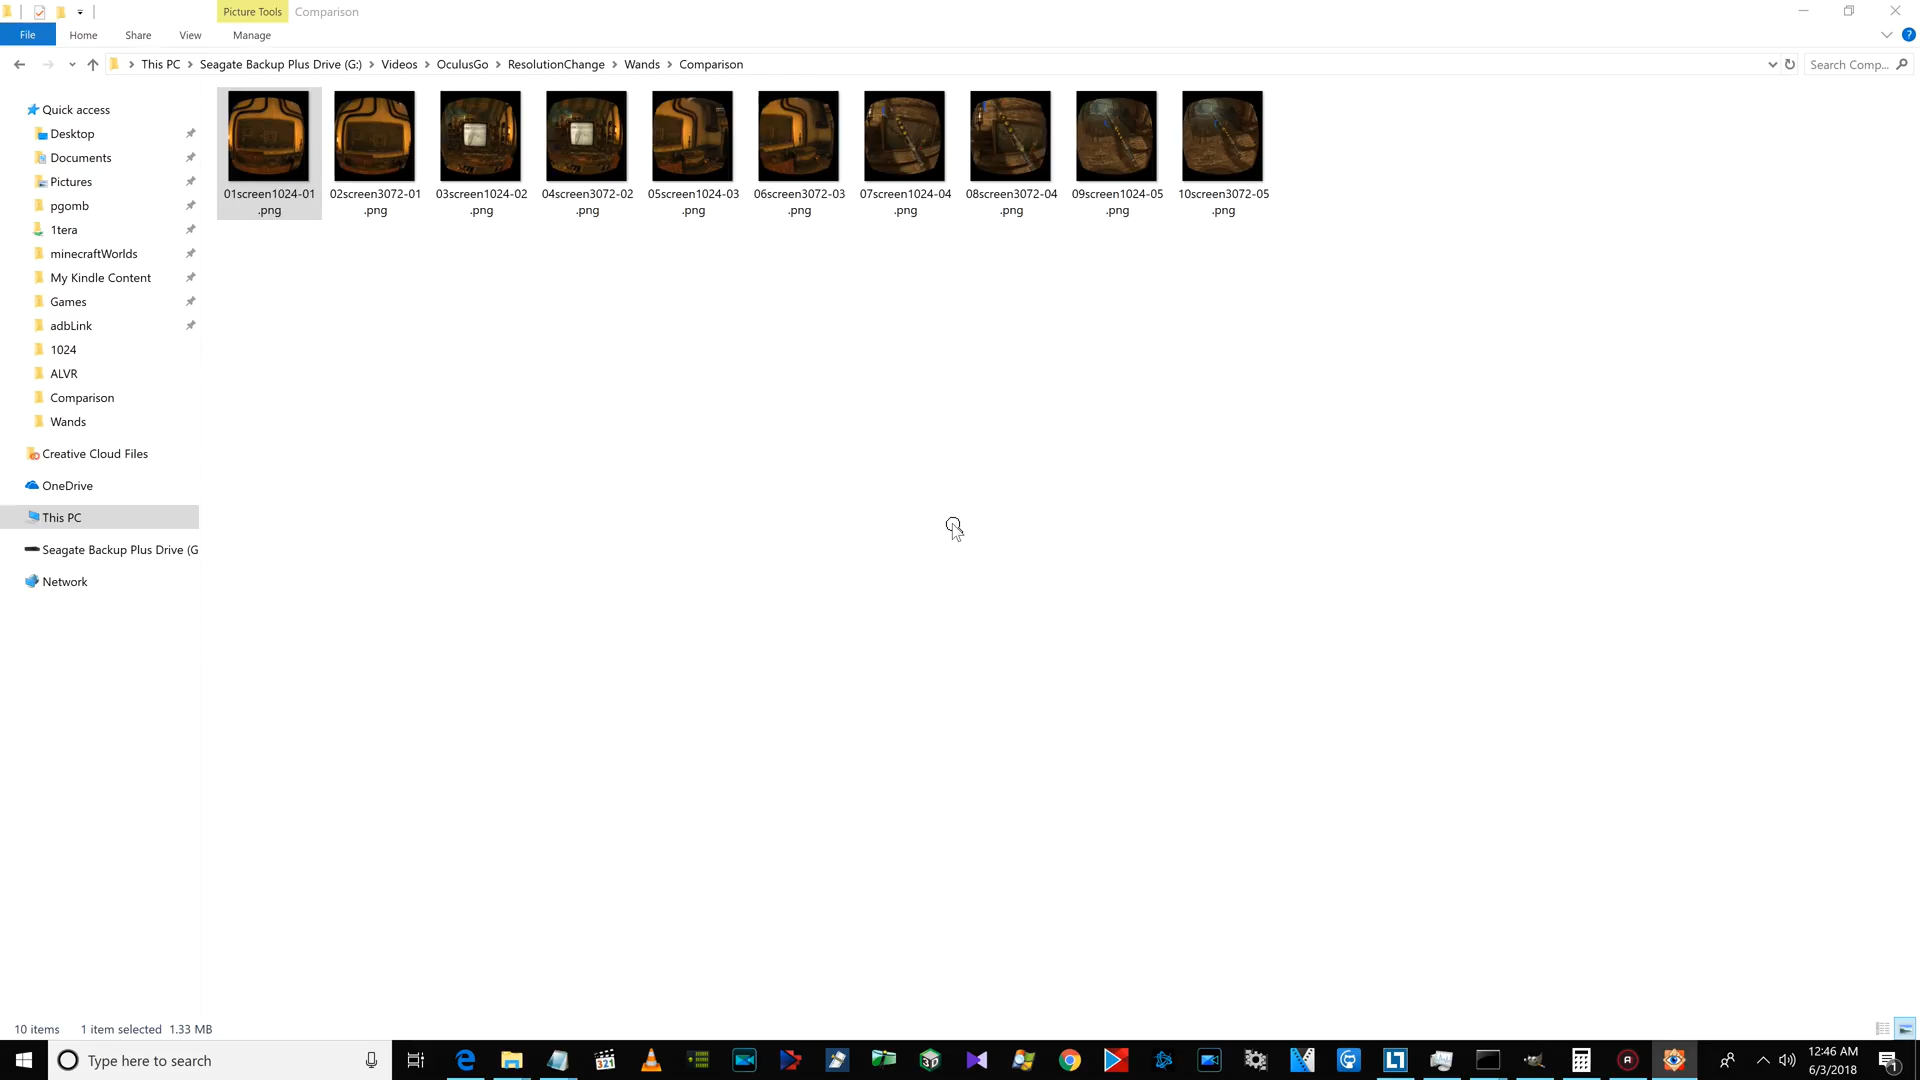 Picture Tools
Comparison
File
Home
Share
View
Manage
This PC
Seagate Backup Plus Drive (G:)
Videos
OculusGo
ResolutionChange
Wands
Comparison
Search Comp...
Quick access
Desktop
Documents
Pictures
pgomb
1tera
minecraftWorlds
My Kindle Content
Games
adbLink
1024
ALVR
Comparison
Wands
Creative Cloud Files
OneDrive
This PC
Seagate Backup Plus Drive (G
Network
01screen1024-01
.png
02screen3072-01
.png
03screen1024-02
.png
04screen3072-02
.png
05screen1024-03
.png
06screen3072-03
.png
07screen1024-04
.png
08screen3072-04
.png
09screen1024-05
.png
10screen3072-05
.png
10 items
1 item selected 1.33 MB
Type here to search
12:46 AM
6/3/2018